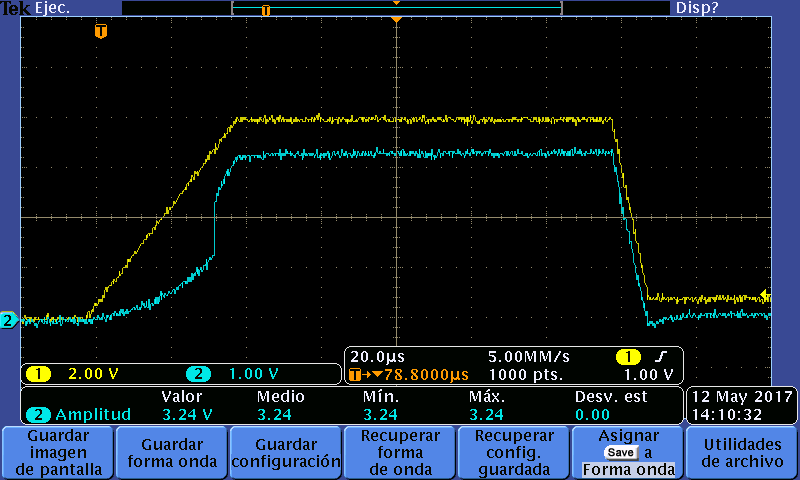 Tek Ejec. Disp?
T
T
2
20.0µs 5.00MM/s 1
1 2.00 V 2 1.00 V T→▼78.8000µs 1000 pts. 1.00 V
Valor Medio Mín. Máx. Desv. est
2 Amplitud 3.24 V 3.24 3.24 3.24 0.00
12 May 2017
14:10:32
Guardar
imagen
de pantalla
Guardar
forma onda
Guardar
configuración
Recuperar
forma
de onda
Recuperar
config.
guardada
Asignar
Save a
Forma onda
Utilidades
de archivo